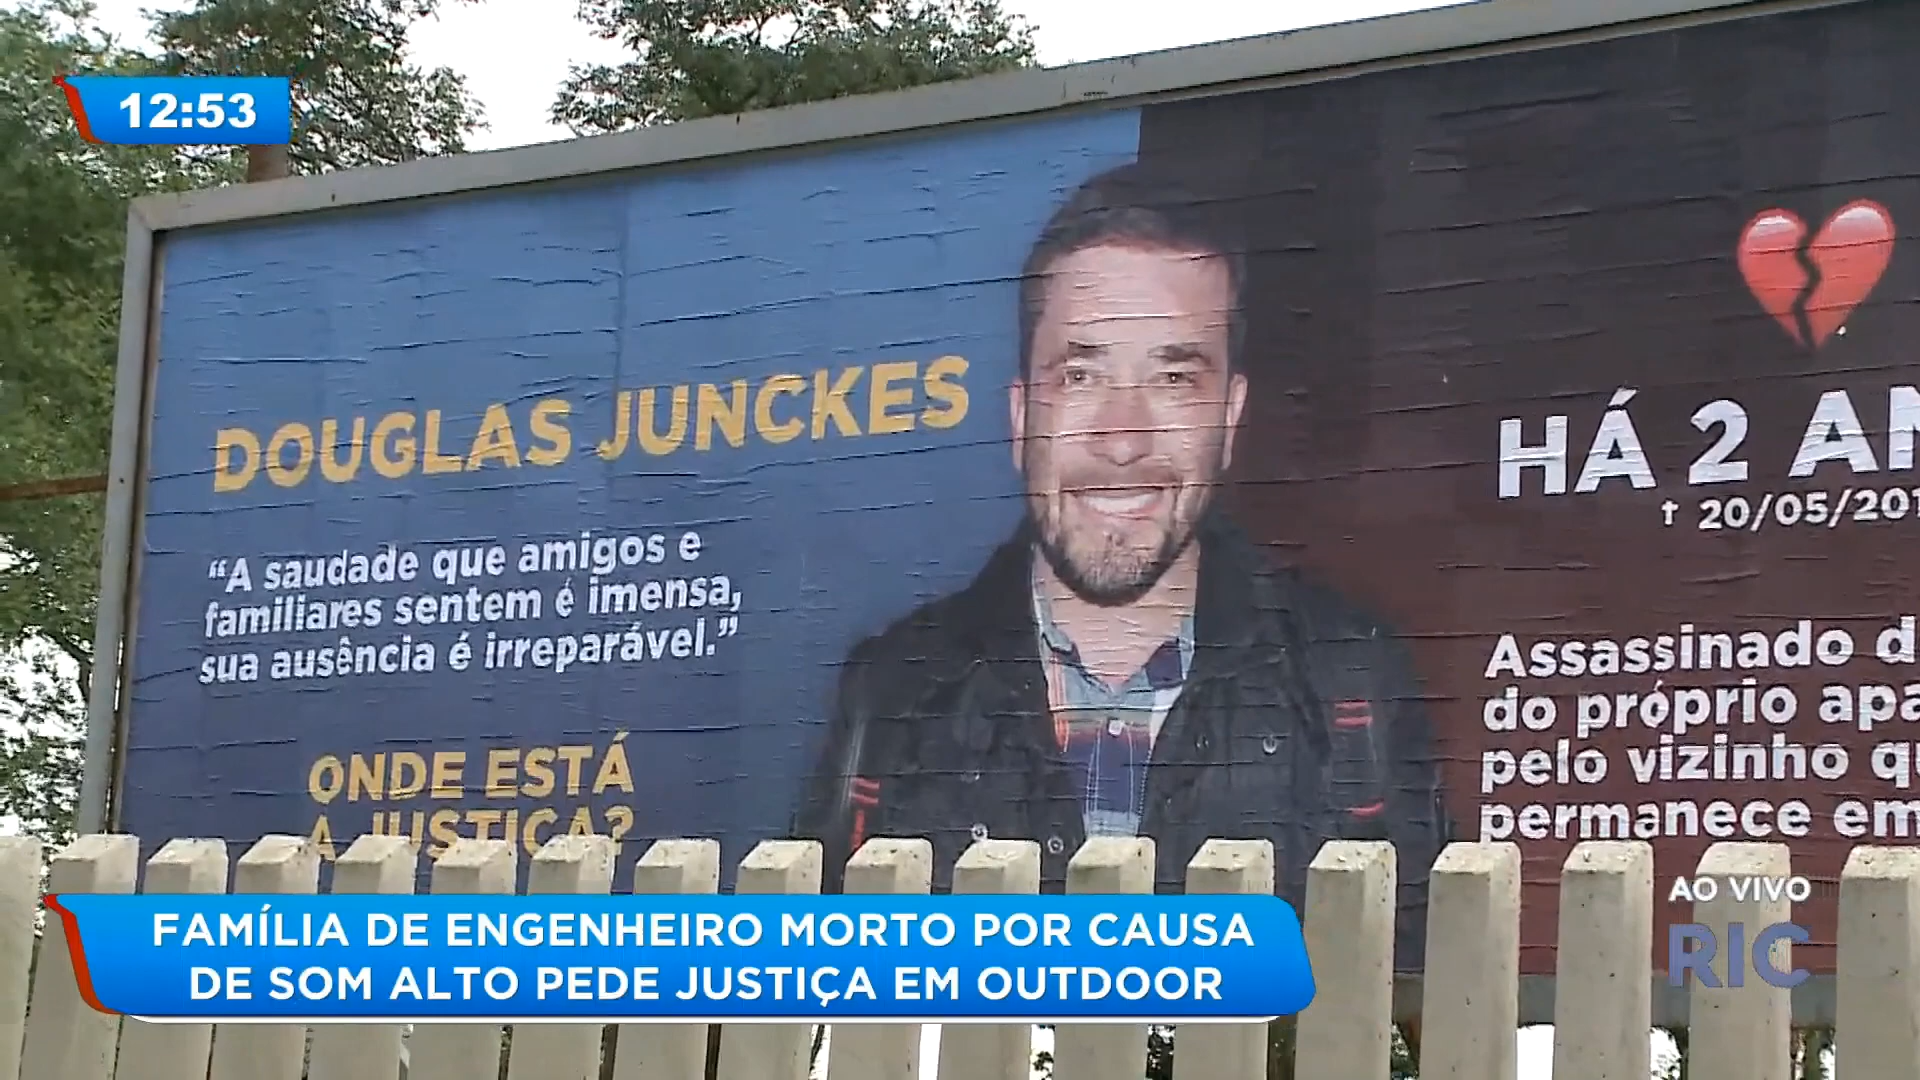 12:53
DOUGLAS JUNCKES
“A saudade que amigos e
familiares sentem é imensa,
sua ausência é irreparável.”
ONDE ESTÁ
A JUSTIÇA?
HÁ 2
† 20/05/201
Assassinado
do próprio
pelo vizinho
permanece em
AO VIVO
RIC
FAMÍLIA DE ENGENHEIRO MORTO POR CAUSA
DE SOM ALTO PEDE JUSTIÇA EM OUTDOOR